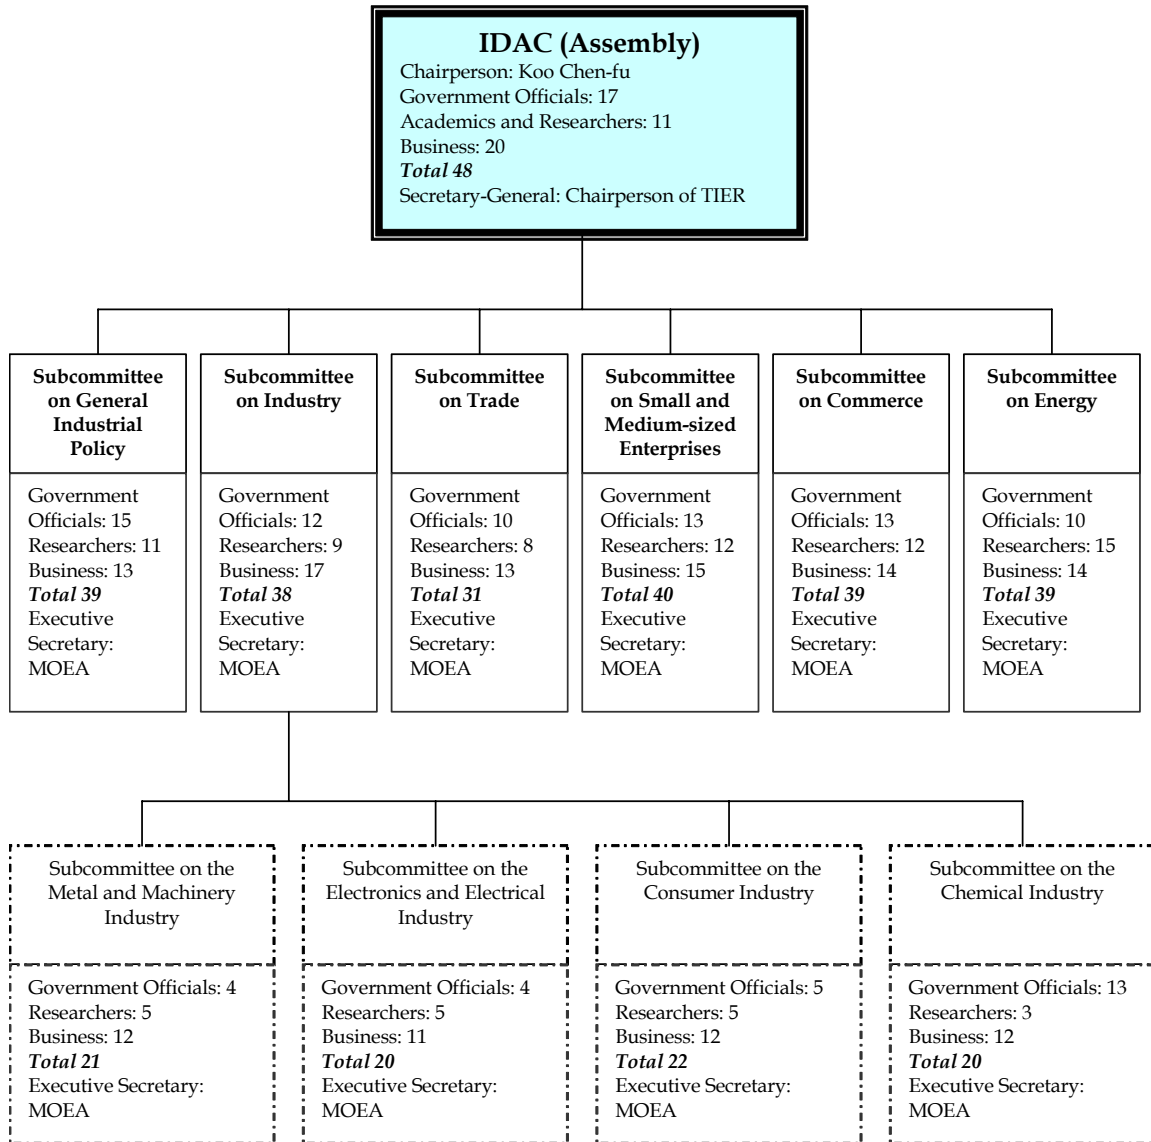 IDAC (Assembly)
Chairperson: Koo Chen-fu
Government Officials: 17
Academics and Researchers: 11
Business: 20
Total 48
Secretary-General: Chairperson of TIER
Subcommittee
on General
Industrial
Policy
Government
Officials: 15
Researchers: 11
Business: 13
Total 39
Executive
Secretary:
MOEA
Subcommittee
on Industry
Government
Officials: 12
Researchers: 9
Business: 17
Total 38
Executive
Secretary:
MOEA
Subcommittee
on Trade
Government
Officials: 10
Researchers: 8
Business: 13
Total 31
Executive
Secretary:
MOEA
Subcommittee
on Small and
Medium-sized
Enterprises
Government
Officials: 13
Researchers: 12
Business: 15
Total 40
Executive
Secretary:
MOEA
Subcommittee
on Commerce
Government
Officials: 13
Researchers: 12
Business: 14
Total 39
Executive
Secretary:
MOEA
Subcommittee
on Energy
Government
Officials: 10
Researchers: 15
Business: 14
Total 39
Executive
Secretary:
MOEA
Subcommittee on the
Metal and Machinery
Industry
Government Officials: 4
Researchers: 5
Business: 12
Total 21
Executive Secretary:
MOEA
Subcommittee on the
Electronics and Electrical
Industry
Government Officials: 4
Researchers: 5
Business: 11
Total 20
Executive Secretary:
MOEA
Subcommittee on the
Consumer Industry
Government Officials: 5
Researchers: 5
Business: 12
Total 22
Executive Secretary:
MOEA
Subcommittee on the
Chemical Industry
Government Officials: 13
Researchers: 3
Business: 12
Total 20
Executive Secretary:
MOEA